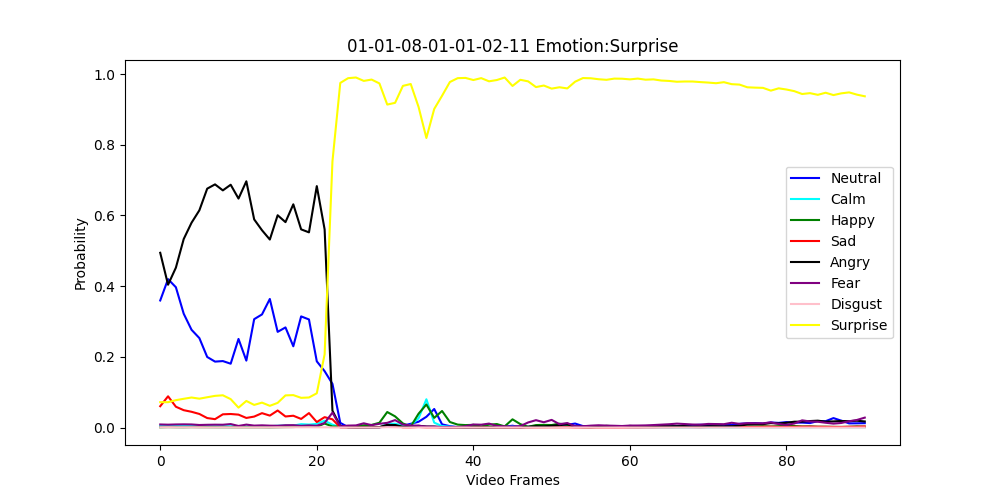 01-01-08-01-01-02-11 Emotion:Surprise
Probability
1.0
0.8
0.6
0.4
0.2
0.0
0
20
40
60
80
Video Frames
Neutral
Calm
Happy
Sad
Angry
Fear
Disgust
Surprise